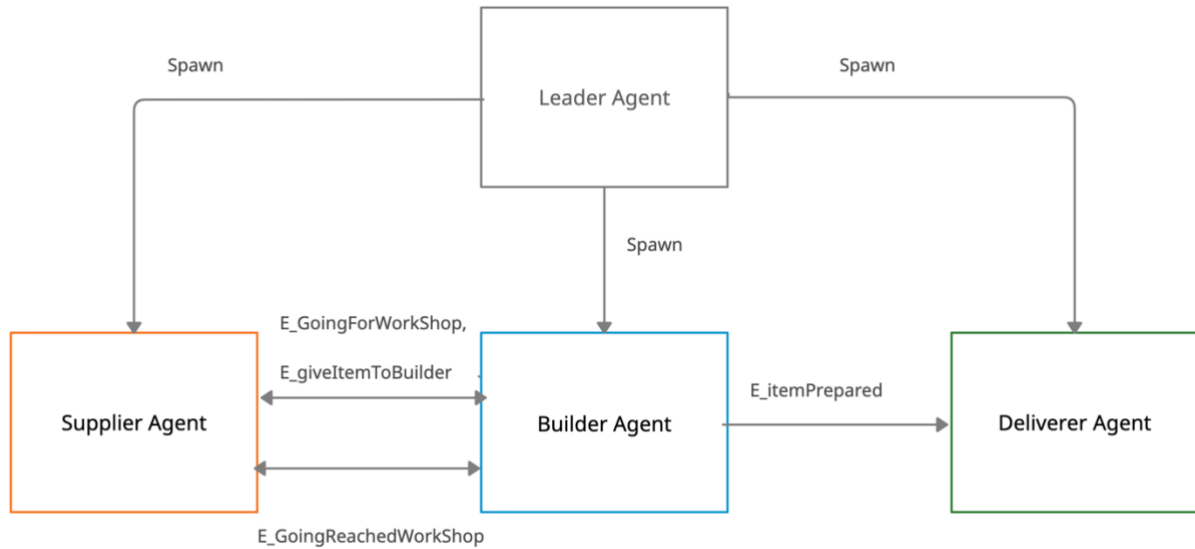 Spawn
Spawn
Leader Agent
Spawn
E_GoingForWorkShop,
E_giveItemToBuilder
E_itemPrepared
Supplier Agent
Builder Agent
Deliverer Agent
E_GoingReachedWorkShop